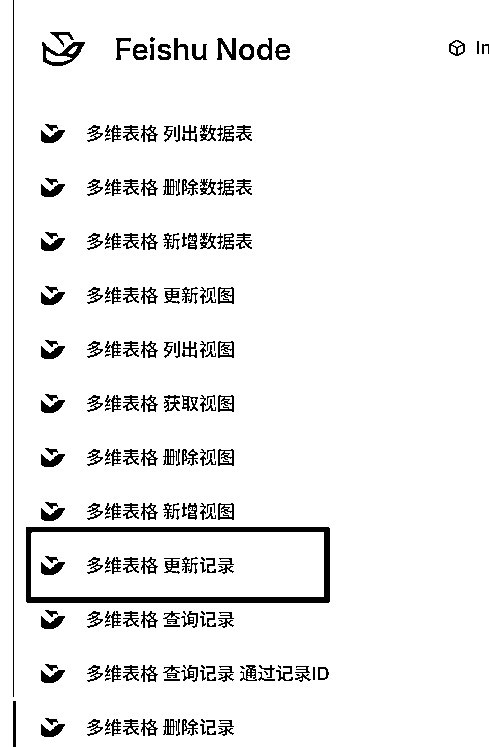 Feishu Node
In
多维表格 列出数据表
多维表格 删除数据表
多维表格 新增数据表
多维表格 更新视图
多维表格 列出视图
多维表格 获取视图
多维表格 删除视图
多维表格 新增视图
多维表格 更新记录
多维表格 查询记录
多维表格 查询记录 通过记录ID
多维表格 删除记录